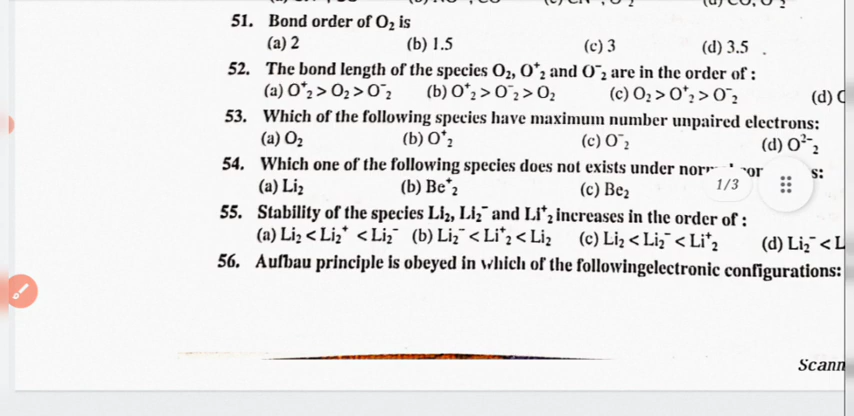 51. Bond order of O₂ is
(a) 2 (b) 1.5 (c) 3 (d) 3.5 .
52. The bond length of the species O₂, O⁺₂ and O⁻₂ are in the order of :
(a) O⁺₂ > O₂ > O⁻₂ (b) O⁺₂ > O⁻₂ > O₂ (c) O₂ > O⁺₂ > O⁻₂ (d)
53. Which of the following species have maximum number unpaired electrons:
(a) O₂ (b) O⁺₂ (c) O⁻₂ (d) O²⁻₂
54. Which one of the following species does not exists under
(a) Li₂ (b) Be⁺₂ (c) Be₂ 1/3
55. Stability of the species Li₂, Li₂⁻ and Li⁺₂ increases in the order of :
(a) Li₂ < Li₂⁺ < Li₂⁻ (b) Li₂⁻ < Li⁺₂ < Li₂ (c) Li₂ < Li₂⁻ < Li⁺₂ (d) Li₂⁻ < L
56. Aufbau principle is obeyed in which of the followingelectronic configurations:
Scann